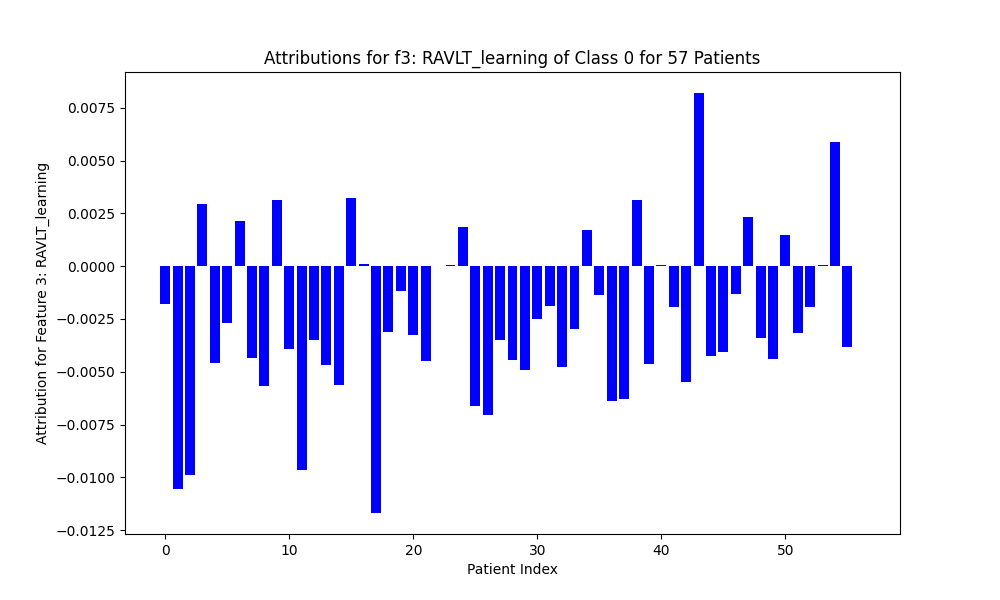 Attributions for f3: RAVLT_learning of Class 0 for 57 Patients
Attribution for Feature 3: RAVLT_learning
0.0075
0.0050
0.0025
0.0000
−0.0025
−0.0050
−0.0075
−0.0100
−0.0125
0 10 20 30 40 50
Patient Index